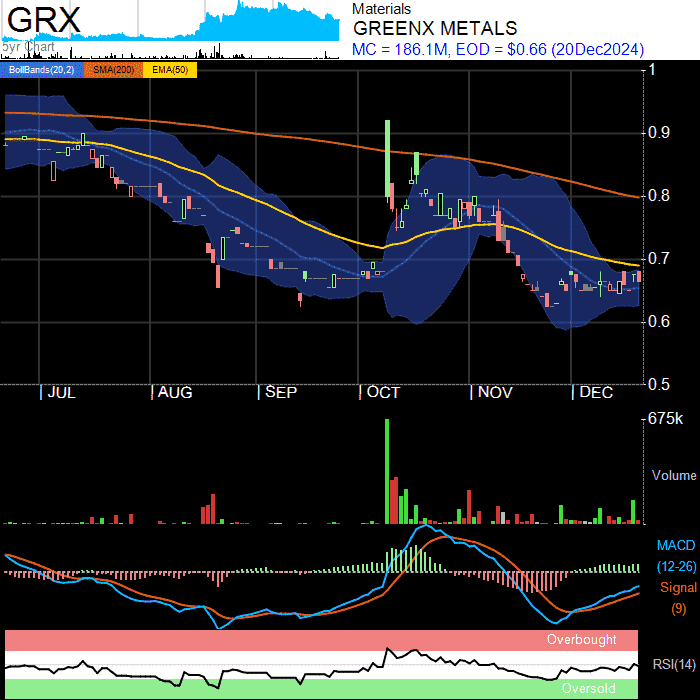 GRX
5yr Chart
Materials
GREENX METALS
MC = 186.1M, EOD = $0.66 (20Dec2024)
BollBands(20,2) SMA(200) EMA(50)
1
0.9
0.8
0.7
0.6
0.5
JUL AUG SEP OCT NOV DEC
675k
Volume
MACD
(12-26)
Signal
(9)
Overbought
RSI(14)
Oversold